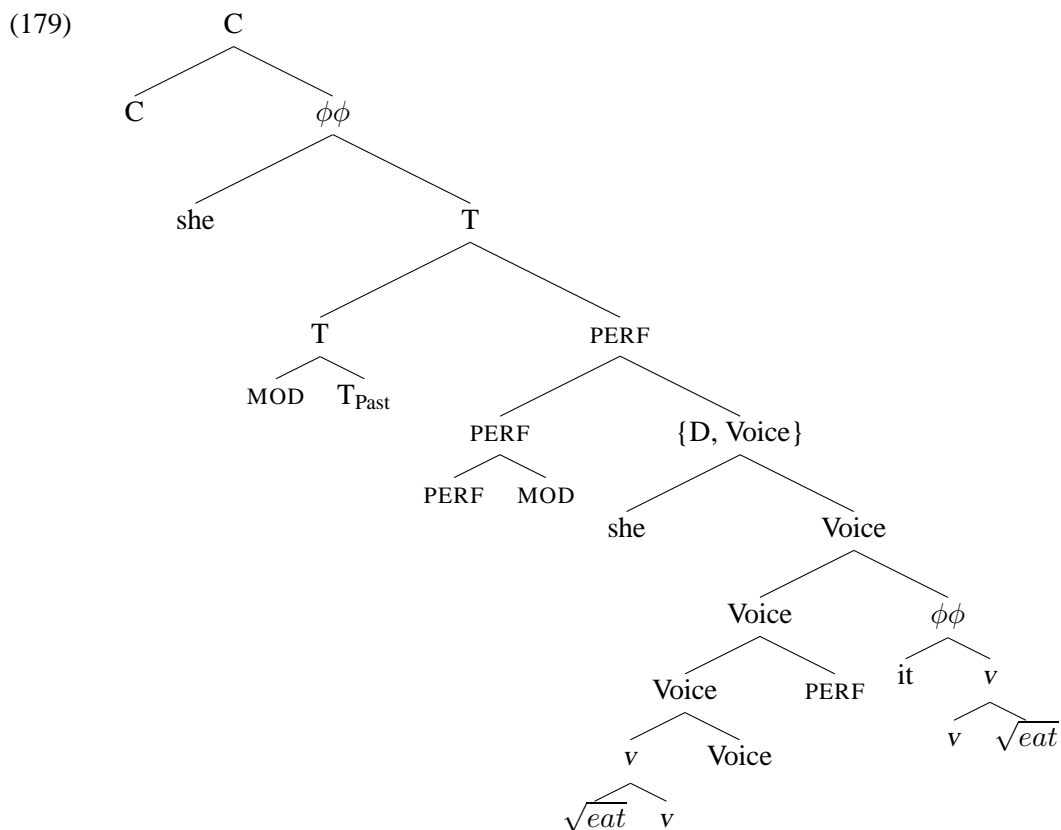 (179)
C
C ϕϕ
she T
T PERF
MOD T_Past
PERF {D, Voice}
PERF MOD she Voice
Voice ϕϕ
Voice PERF it v
v Voice v √eat
√eat v